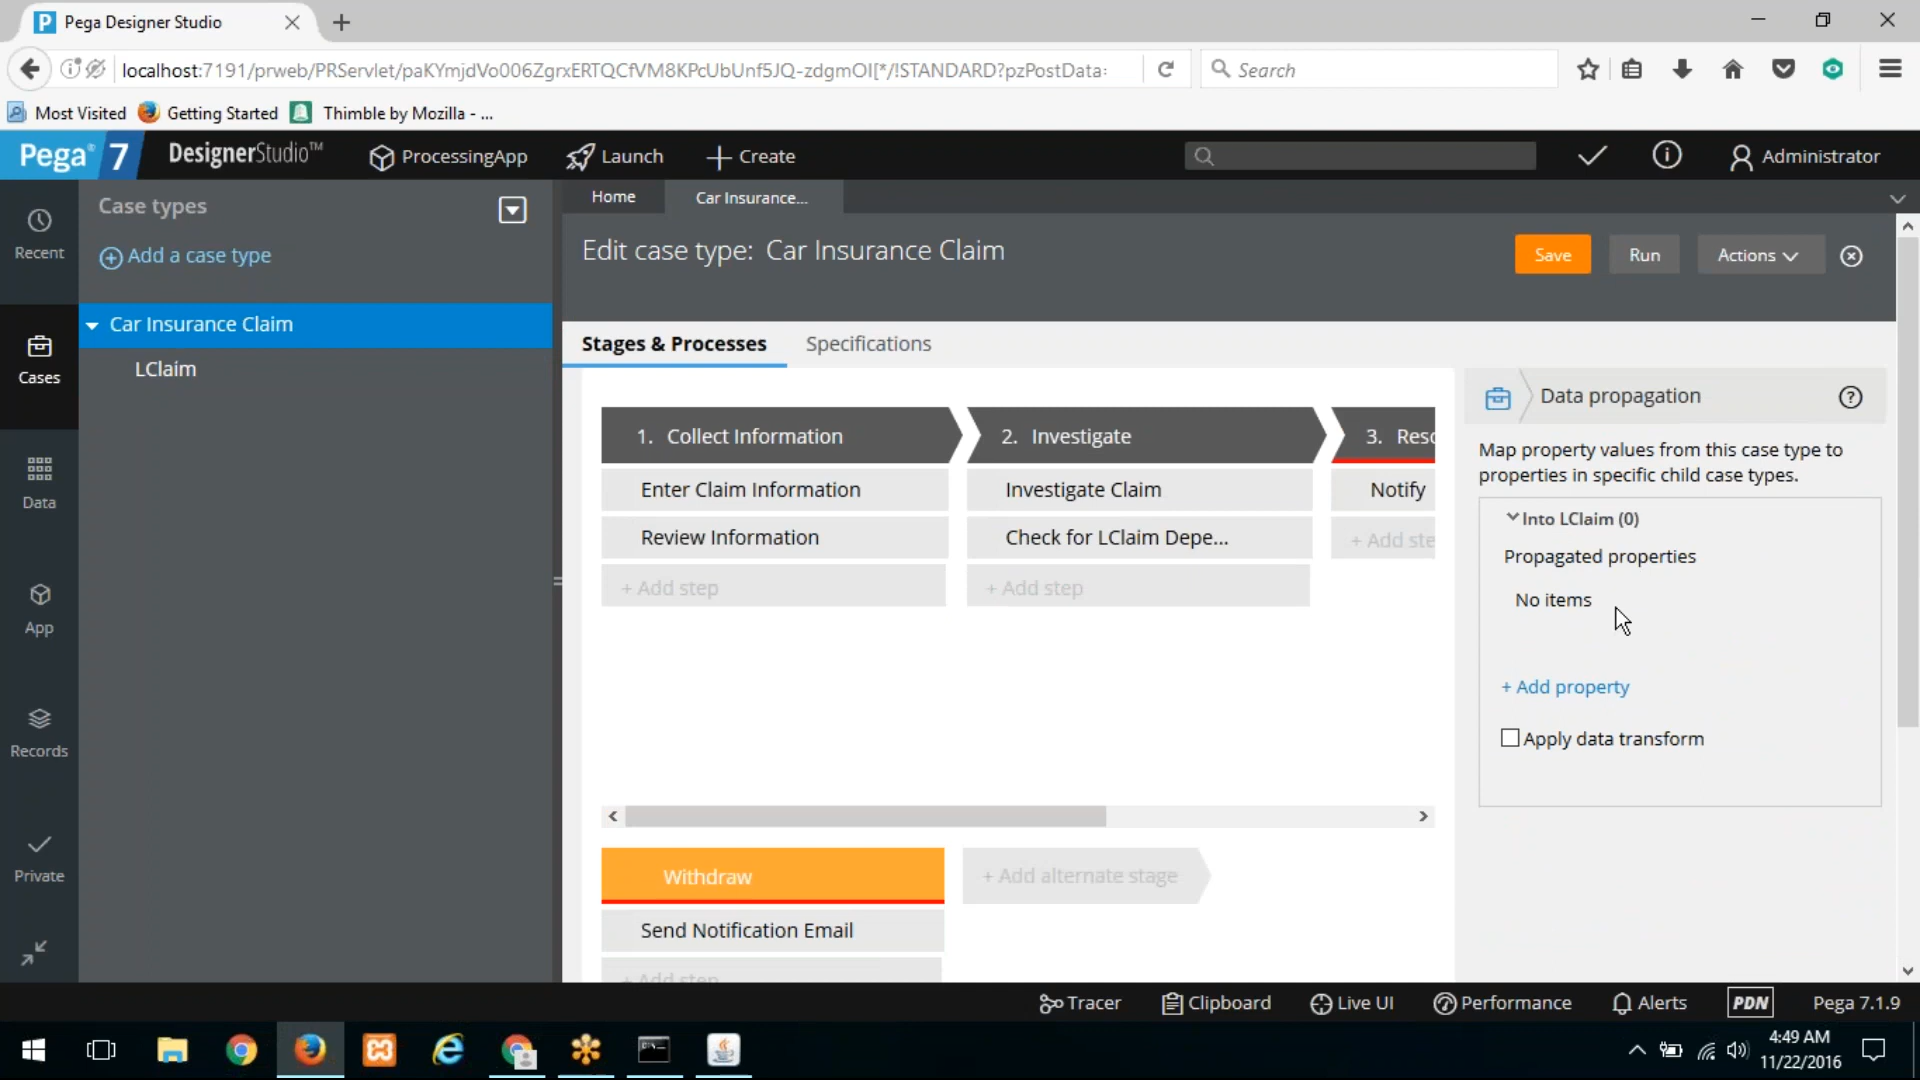 Pega Designer Studio
localhost:7191/prweb/PRServlet/paKYmjdVo006ZgrxERTQCfVM8KPcUbUnf5JQ-zdgmOI[*/!STANDARD?pzPostData:
Search
Most Visited
Getting Started
Thimble by Mozilla - ...
Pega 7
DesignerStudio™
ProcessingApp
Launch
Create
Administrator
Recent
Cases
Data
App
Records
Private
Case types
Add a case type
Car Insurance Claim
LClaim
Home
Car Insurance...
Edit case type: Car Insurance Claim
Save
Run
Actions
Stages & Processes
Specifications
1. Collect Information
Enter Claim Information
Review Information
+ Add step
2. Investigate
Investigate Claim
Check for LClaim Depe...
+ Add step
3. Reso
Notify
+ Add ste
Withdraw
Send Notification Email
+ Add step
+ Add alternate stage
Data propagation
Map property values from this case type to
properties in specific child case types.
Into LClaim (0)
Propagated properties
No items
+ Add property
Apply data transform
Tracer
Clipboard
Live UI
Performance
Alerts
PDN
Pega 7.1.9
4:49 AM
11/22/2016